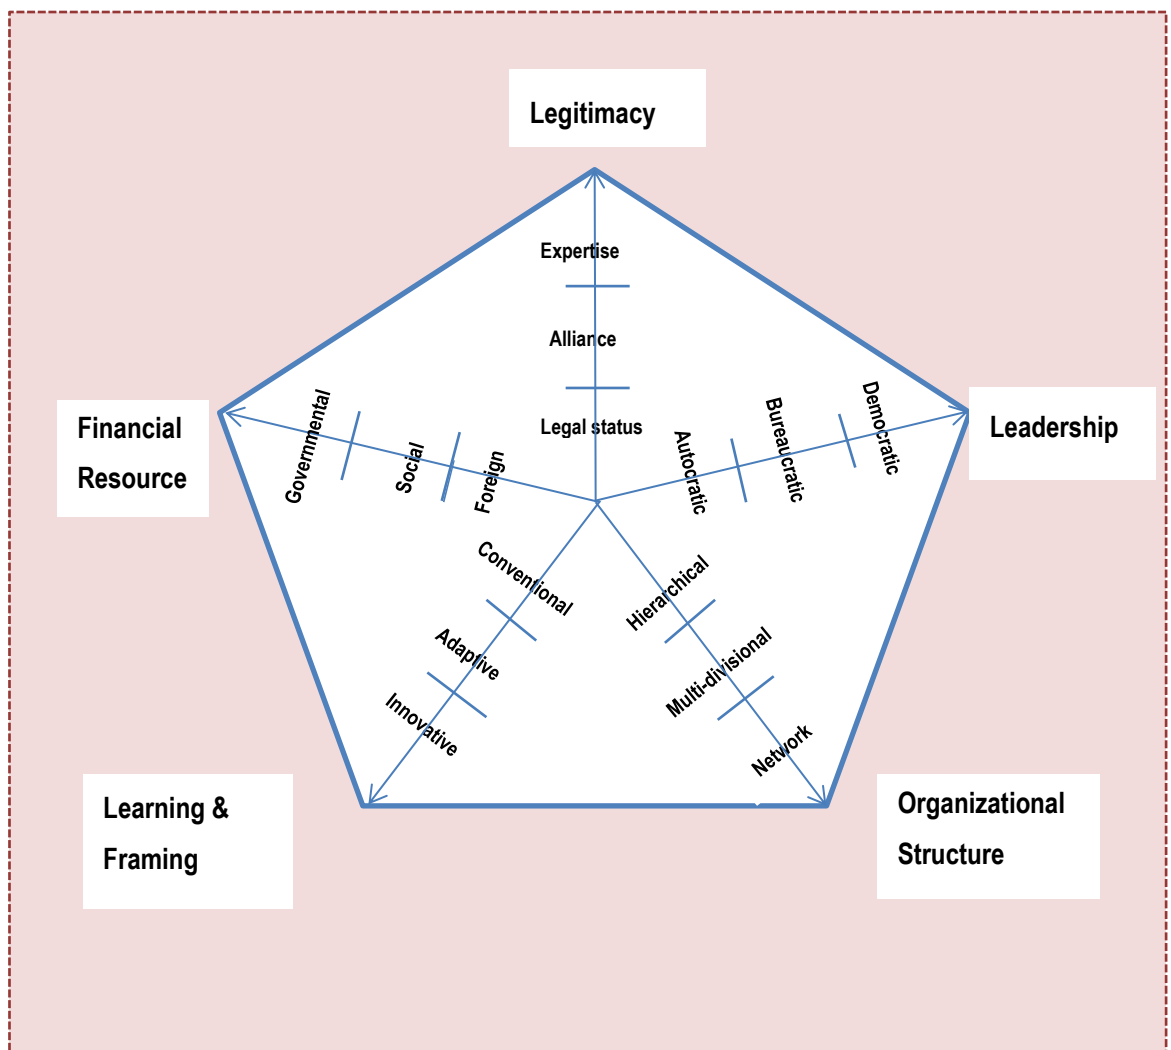 Legitimacy
Expertise
Alliance
Legal status
Financial
Resource
Governmental
Social
Foreign
Autocratic
Bureaucratic
Democratic
Leadership
Conventional
Adaptive
Innovative
Hierarchical
Multi-divisional
Network
Learning &
Framing
Organizational
Structure